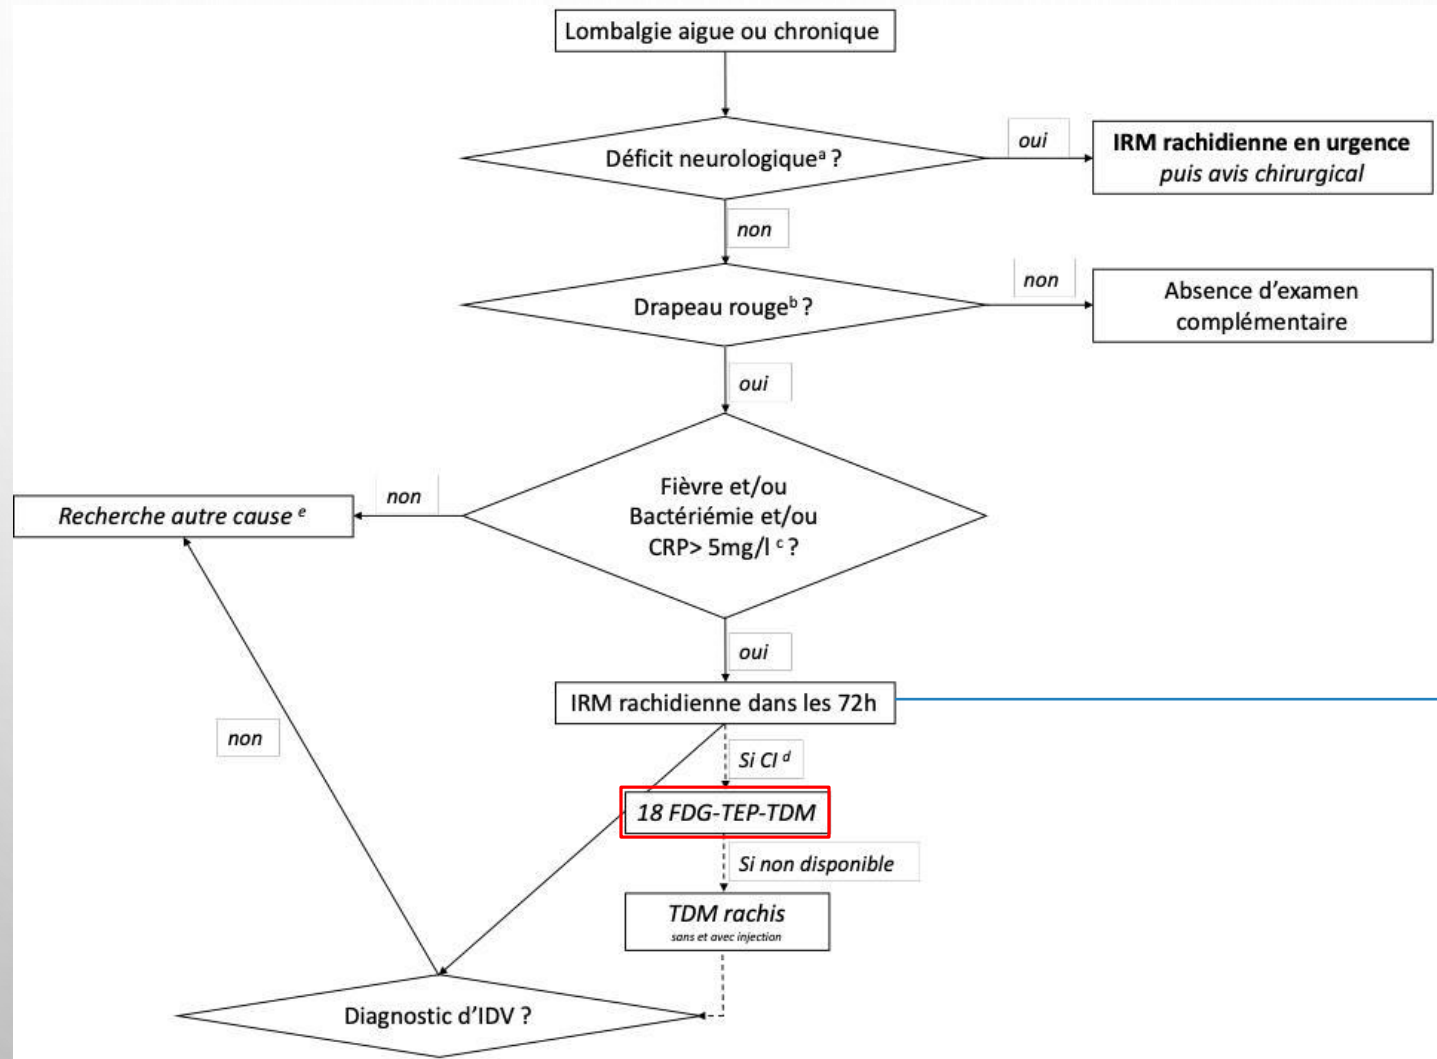 Lombalgie aigue ou chronique
Déficit neurologiqueᵃ ?
oui
IRM rachidienne en urgence
puis avis chirurgical
non
Drapeau rougeᵇ ?
non
Absence d'examen
complémentaire
oui
Fièvre et/ou
Bactériémie et/ou
CRP> 5mg/l ᶜ ?
non
Recherche autre cause ᵉ
oui
IRM rachidienne dans les 72h
non
Si CI ᵈ
18 FDG-TEP-TDM
Si non disponible
TDM rachis
sans et avec injection
Diagnostic d'IDV ?